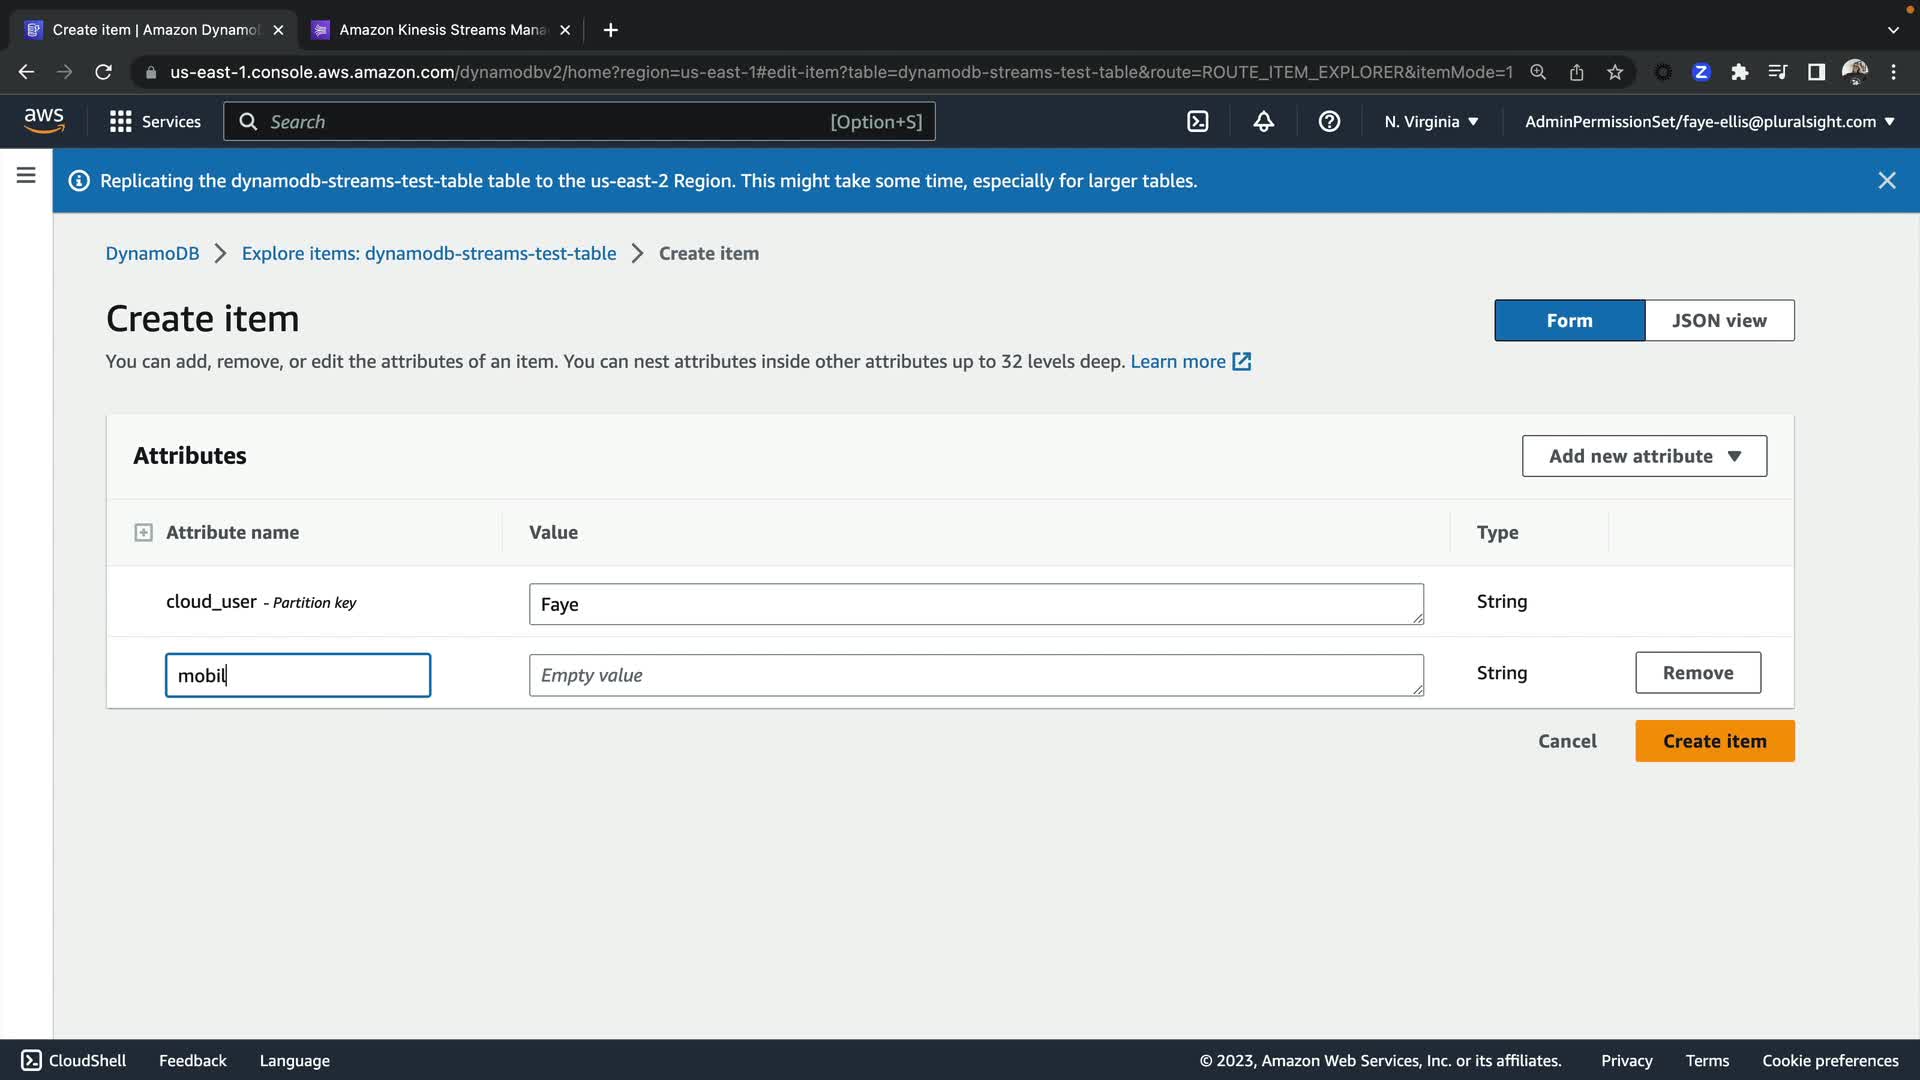 Create item | Amazon Dynamo
Amazon Kinesis Streams Mana
us-east-1.console.aws.amazon.com/dynamodbv2/home?region=us-east-1#edit-item?table=dynamodb-streams-test-table&route=ROUTE_ITEM_EXPLORER&itemMode=1
Z
aws
Services
Search
[Option+S]
N. Virginia
AdminPermissionSet/faye-ellis@pluralsight.com
Replicating the dynamodb-streams-test-table table to the us-east-2 Region. This might take some time, especially for larger tables.
DynamoDB
Explore items: dynamodb-streams-test-table
Create item
Create item
Form
JSON view
You can add, remove, or edit the attributes of an item. You can nest attributes inside other attributes up to 32 levels deep. Learn more
Attributes
Add new attribute
Attribute name
Value
Type
cloud_user - Partition key
Faye
String
mobil
Empty value
String
Remove
Cancel
Create item
CloudShell
Feedback
Language
© 2023, Amazon Web Services, Inc. or its affiliates.
Privacy
Terms
Cookie preferences